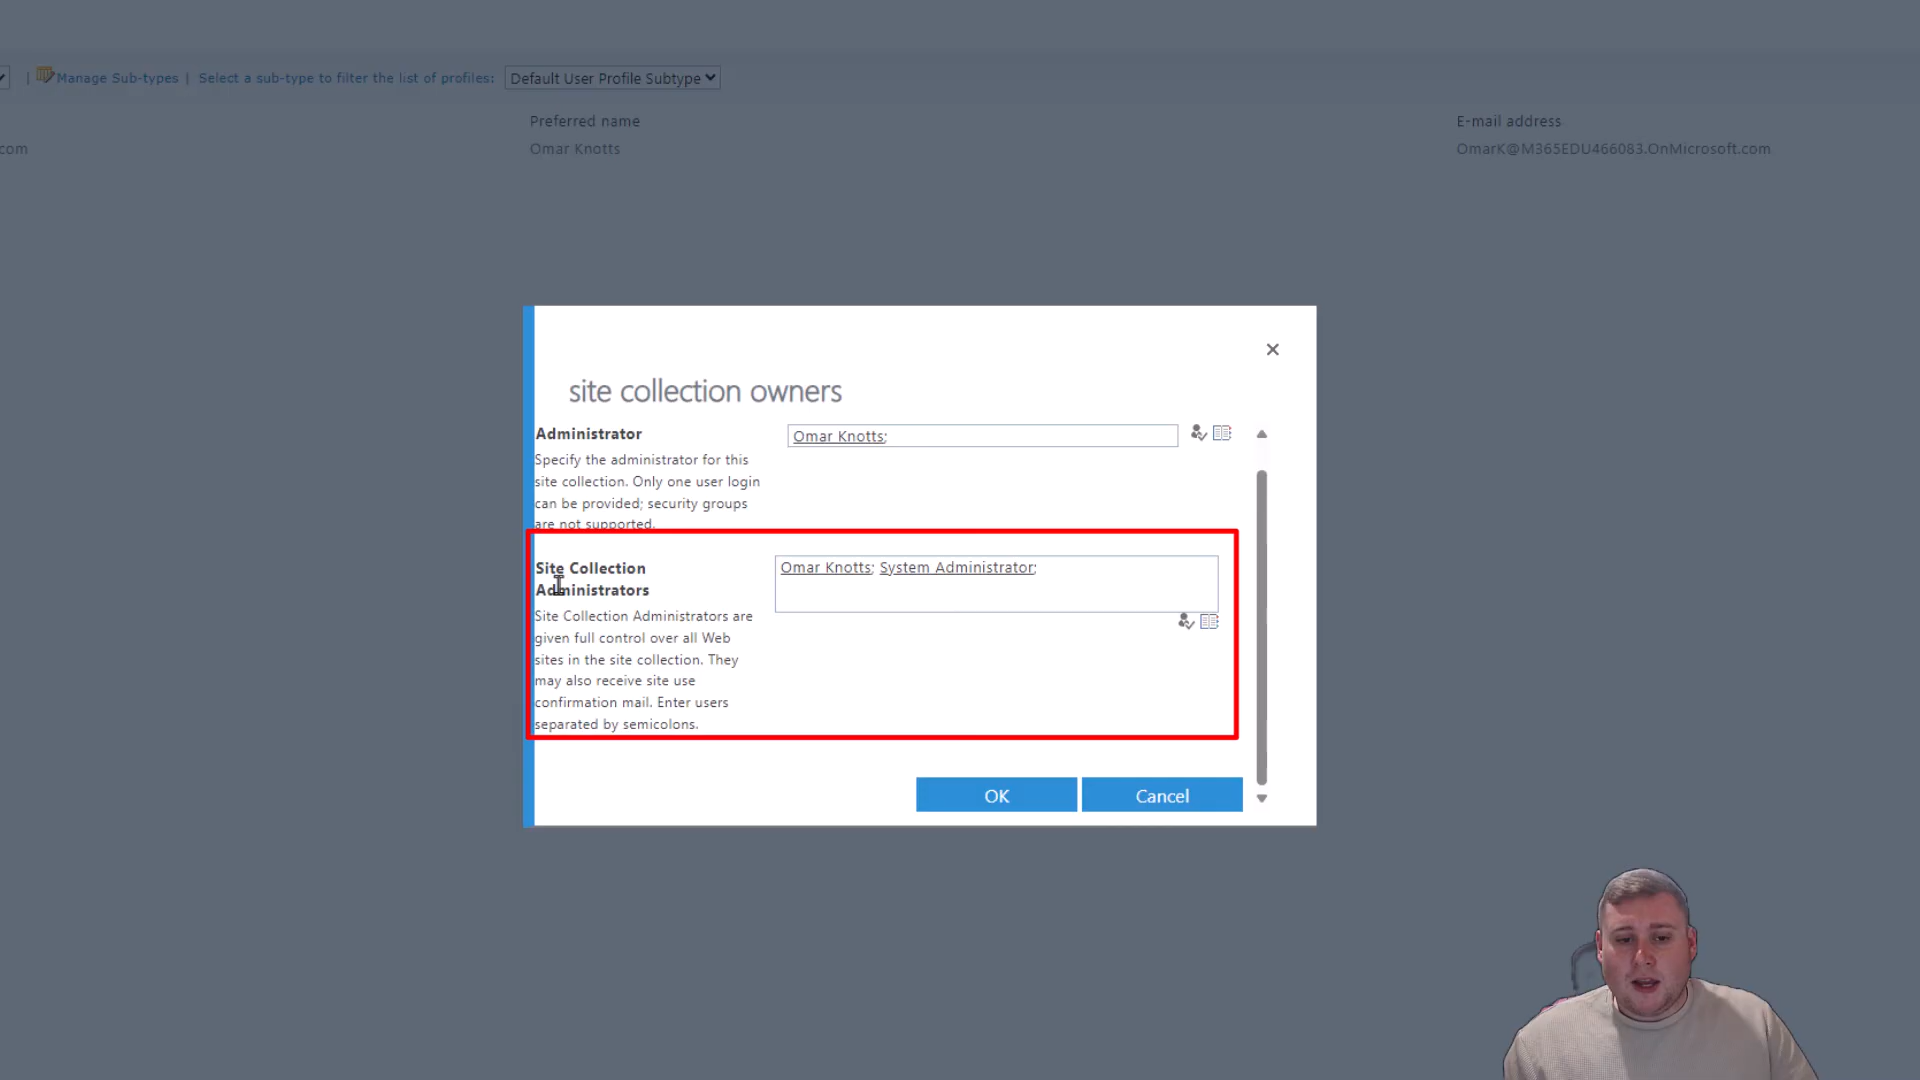 | Manage Sub-types | Select a sub-type to filter the list of profiles: Default User Profile Subtype
Preferred name E-mail address
com Omar Knotts OmarK@M365EDU466083.OnMicrosoft.com
site collection owners
Administrator
Omar Knotts;
Specify the administrator for this
site collection. Only one user login
can be provided; security groups
are not supported.
Site Collection
Administrators
Omar Knotts; System Administrator;
Site Collection Administrators are
given full control over all Web
sites in the site collection. They
may also receive site use
confirmation mail. Enter users
separated by semicolons.
OK Cancel